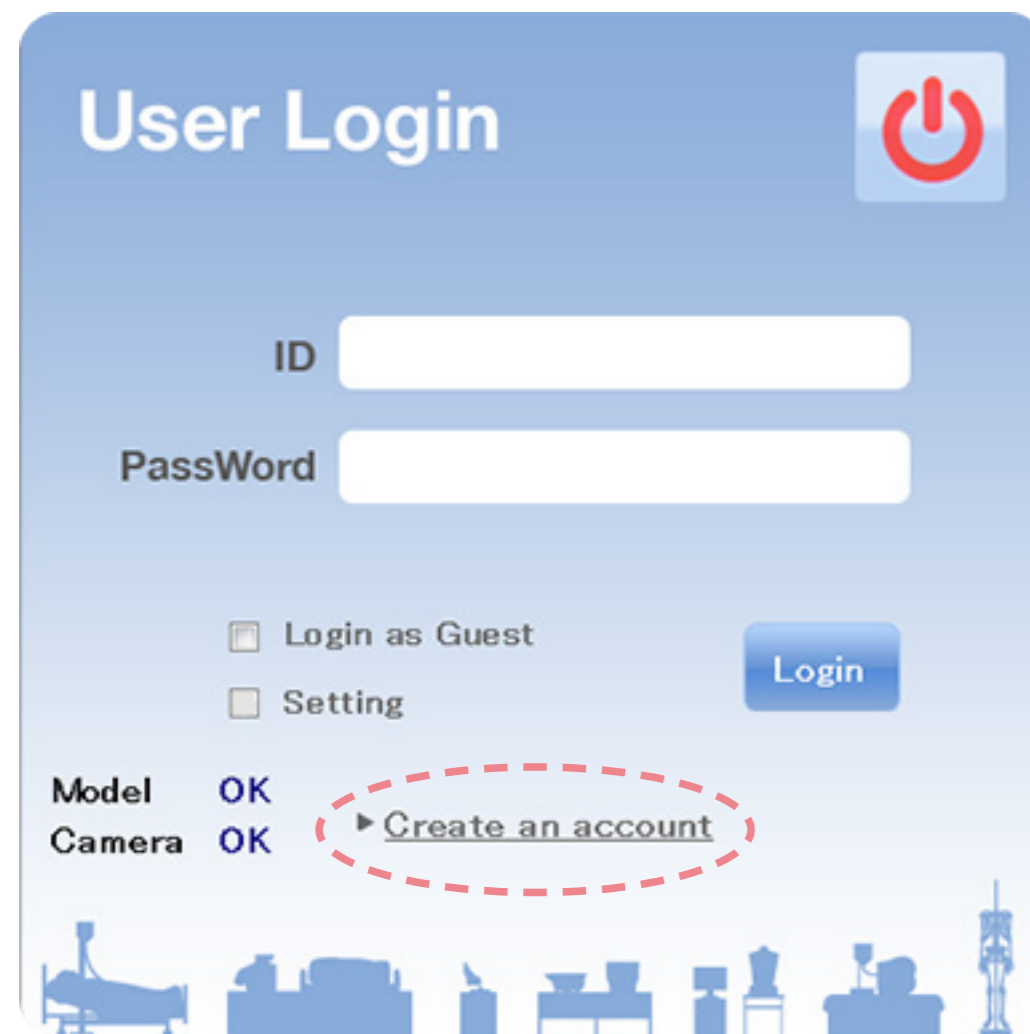 User Login
ID
PassWord
Login as Guest
Login
Setting
Model OK
Camera OK
Create an account